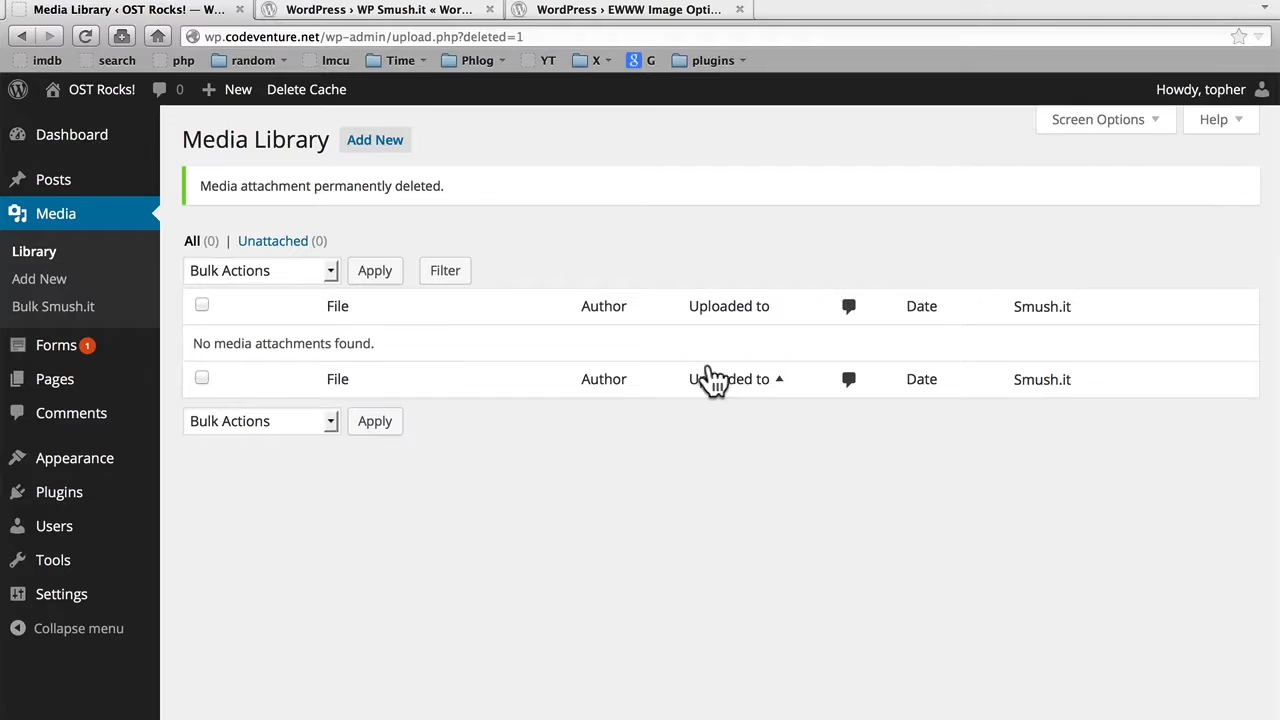 Media Library ‹ OST Rocks! — W...
WordPress › WP Smush.it « Wor...
WordPress › EWWW Image Opti...
wp.codeventure.net/wp-admin/upload.php?deleted=1
imdb search php random lmcu Time Phlog YT X G plugins
OST Rocks! 0 New Delete Cache Howdy, topher
Screen Options Help
Media Library Add New
Media attachment permanently deleted.
All (0) | Unattached (0)
Bulk Actions Apply Filter
File Author Uploaded to Date Smush.it
No media attachments found.
File Author Date Smush.it
Bulk Actions Apply
Dashboard
Posts
Media
Library
Add New
Bulk Smush.it
Forms 1
Pages
Comments
Appearance
Plugins
Users
Tools
Settings
Collapse menu